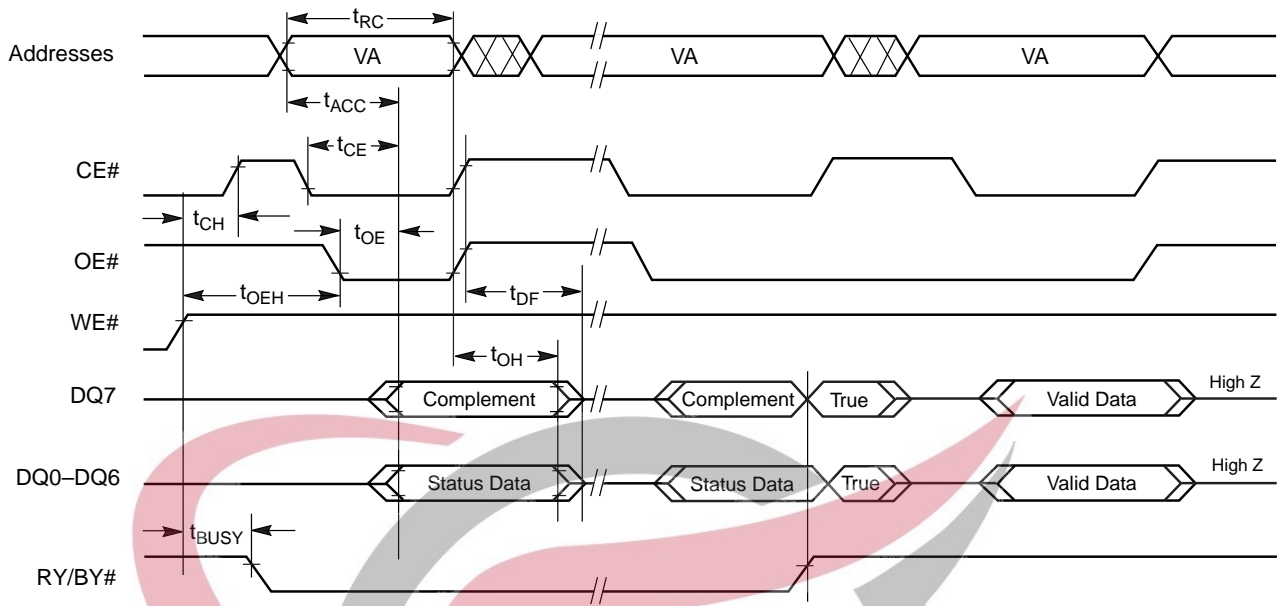 tRC
Addresses VA VA VA
tACC
tCE
CE#
tCH tOE
OE#
tOEH tDF
WE#
tOH
DQ7 Complement Complement True Valid Data High Z
DQ0–DQ6 Status Data Status Data True Valid Data High Z
tBUSY
RY/BY#